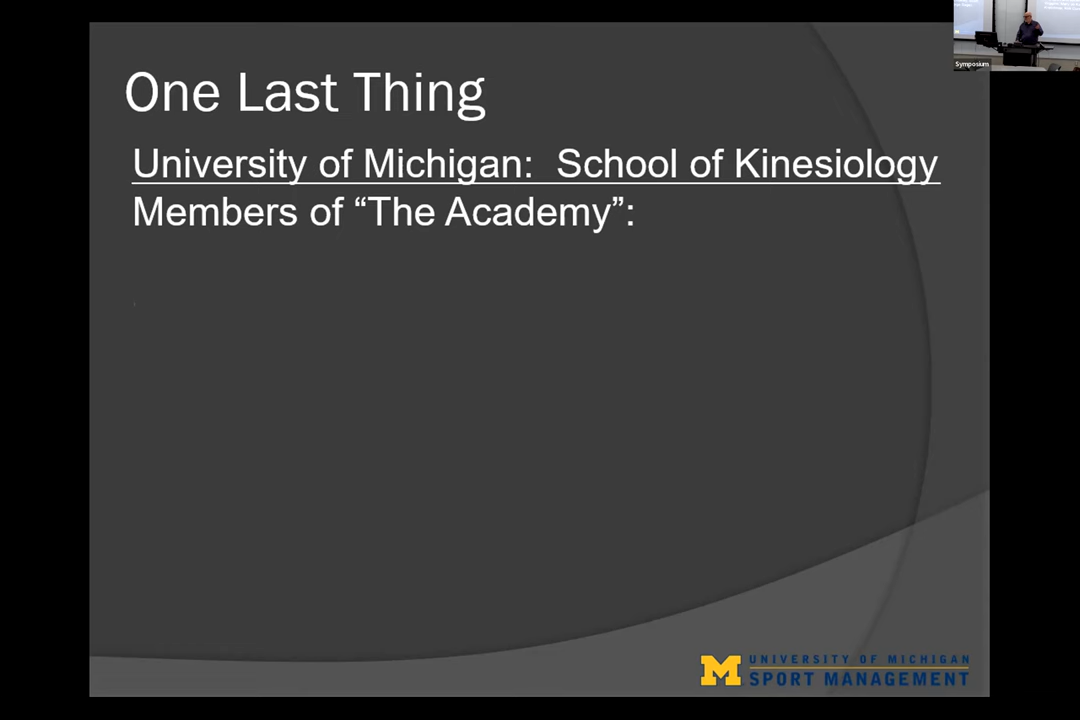 One Last Thing
University of Michigan: School of Kinesiology
Members of “The Academy”:
Symposium
M UNIVERSITY OF MICHIGAN
SPORT MANAGEMENT